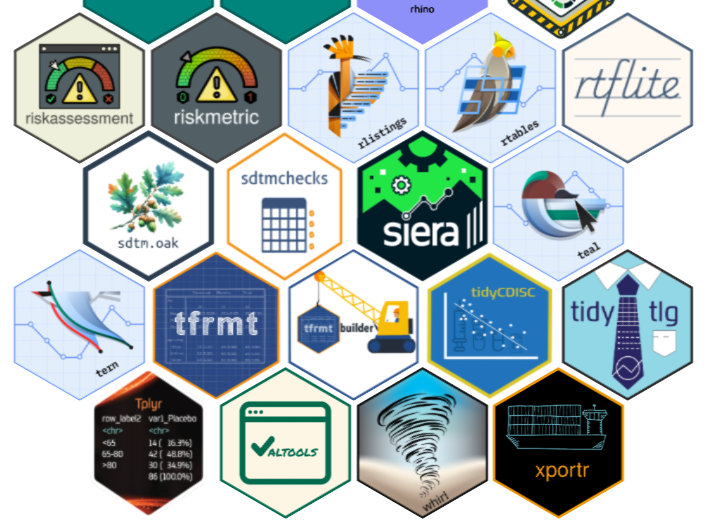 rhino
riskassessment
0 1
riskmetric
rlistings
rtables
rtflite
sdtm.oak
sdtmchecks
siera
teal
tern
tfrmt
tfrmt builder
tidyCDISC
tidy tlg
Tplyr
row_label2 var1_Placebo
<chr> <chr>
<65 14 ( 16.3%)
65-80 42 ( 48.8%)
>80 30 ( 34.9%)
86 (100.0%)
VALTOOLS
whirl
xportr